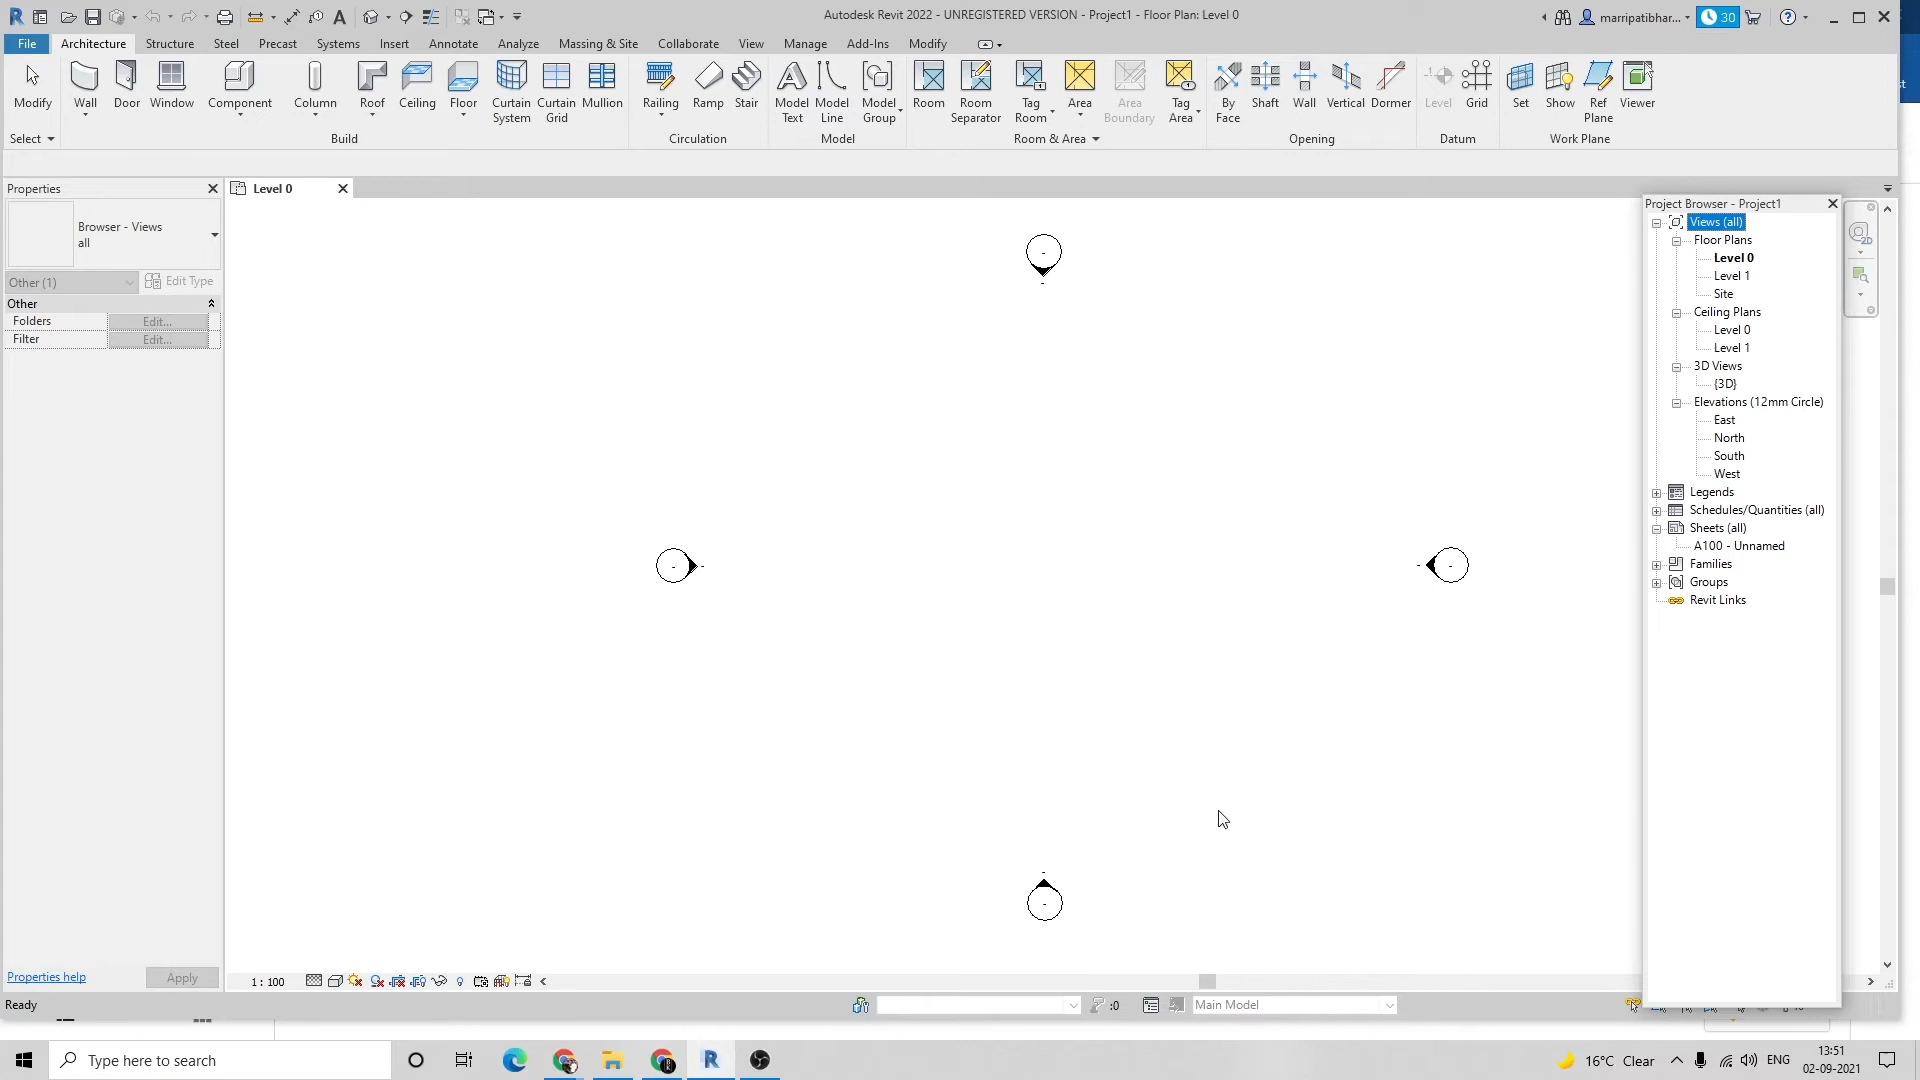 Autodesk Revit 2022 - UNREGISTERED VERSION - Project1 - Floor Plan: Level 0
marripatibhar...
30
File Architecture Structure Steel Precast Systems Insert Annotate Analyze Massing & Site Collaborate View Manage Add-Ins Modify
Modify
Wall
Door
Window
Component
Column
Roof
Ceiling
Floor
Curtain System
Curtain Grid
Mullion
Railing
Ramp
Stair
Model Text
Model Line
Model Group
Room
Room Separator
Tag Room
Area
Area Boundary
Tag Area
By Face
Shaft
Wall
Vertical
Dormer
Level
Grid
Set
Show
Ref Plane
Viewer
Select
Build
Circulation
Model
Room & Area
Opening
Datum
Work Plane
Properties
Browser - Views
all
Other (1)
Edit Type
Other
Folders Edit...
Filter Edit...
Properties help
Apply
Level 0
Project Browser - Project1
Views (all)
Floor Plans
Level 0
Level 1
Site
Ceiling Plans
Level 0
Level 1
3D Views
{3D}
Elevations (12mm Circle)
East
North
South
West
Legends
Schedules/Quantities (all)
Sheets (all)
A100 - Unnamed
Families
Groups
Revit Links
2D
1 : 100
Ready
:0
Main Model
Type here to search
16°C Clear
ENG
13:51
02-09-2021